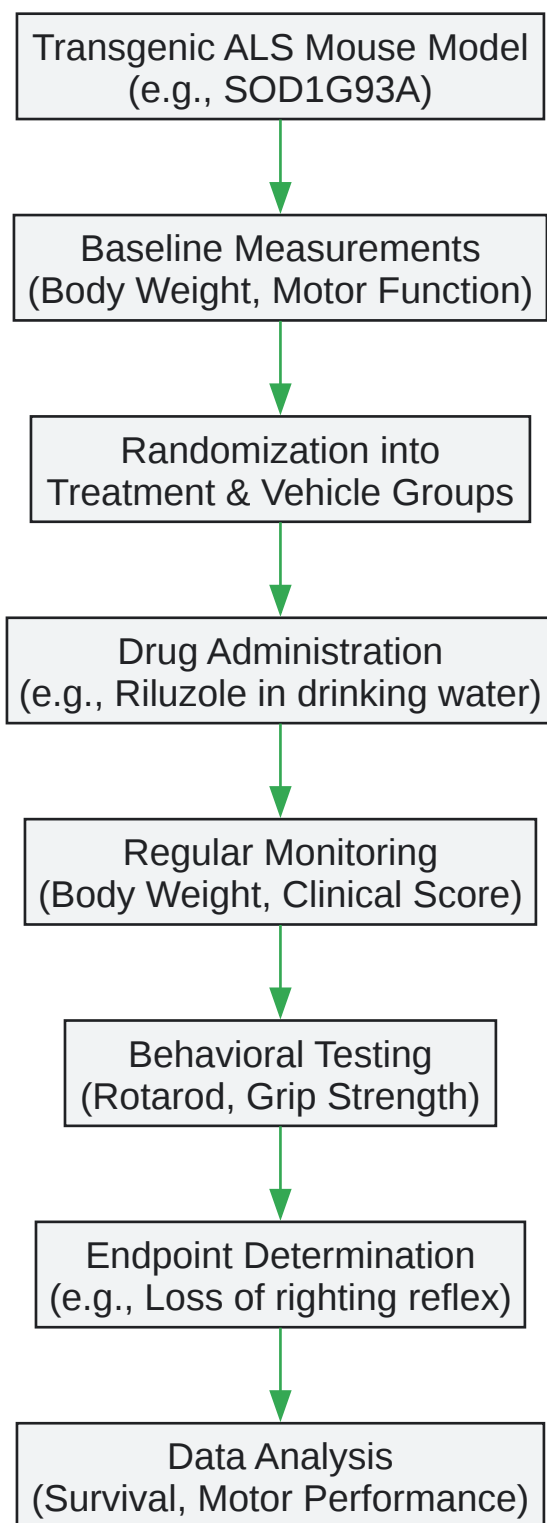 Transgenic ALS Mouse Model
(e.g., SOD1G93A)
Baseline Measurements
(Body Weight, Motor Function)
Randomization into
Treatment & Vehicle Groups
Drug Administration
(e.g., Riluzole in drinking water)
Regular Monitoring
(Body Weight, Clinical Score)
Behavioral Testing
(Rotarod, Grip Strength)
Endpoint Determination
(e.g., Loss of righting reflex)
Data Analysis
(Survival, Motor Performance)